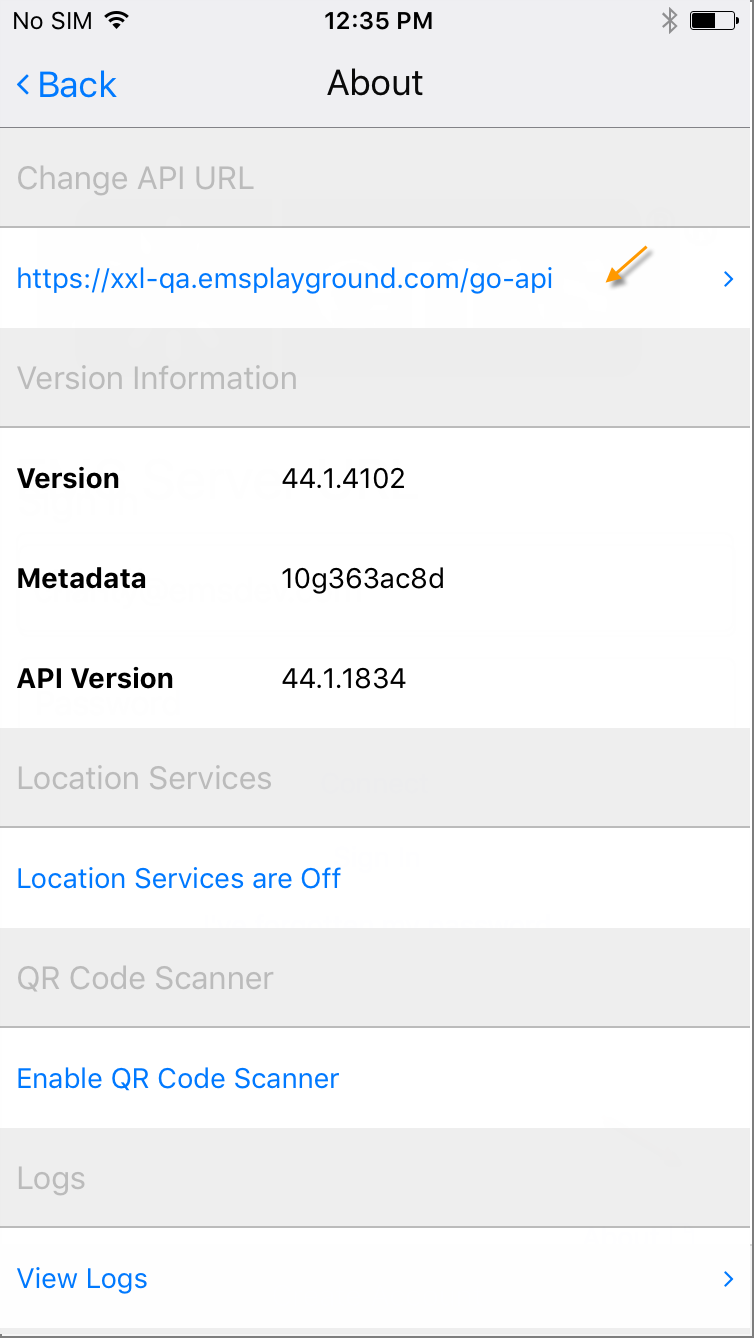 No SIM 12:35 PM
Back About
Change API URL
https://xxl-qa.emsplayground.com/go-api
Version Information
Version 44.1.4102
Metadata 10g363ac8d
API Version 44.1.1834
Location Services
Location Services are Off
QR Code Scanner
Enable QR Code Scanner
Logs
View Logs